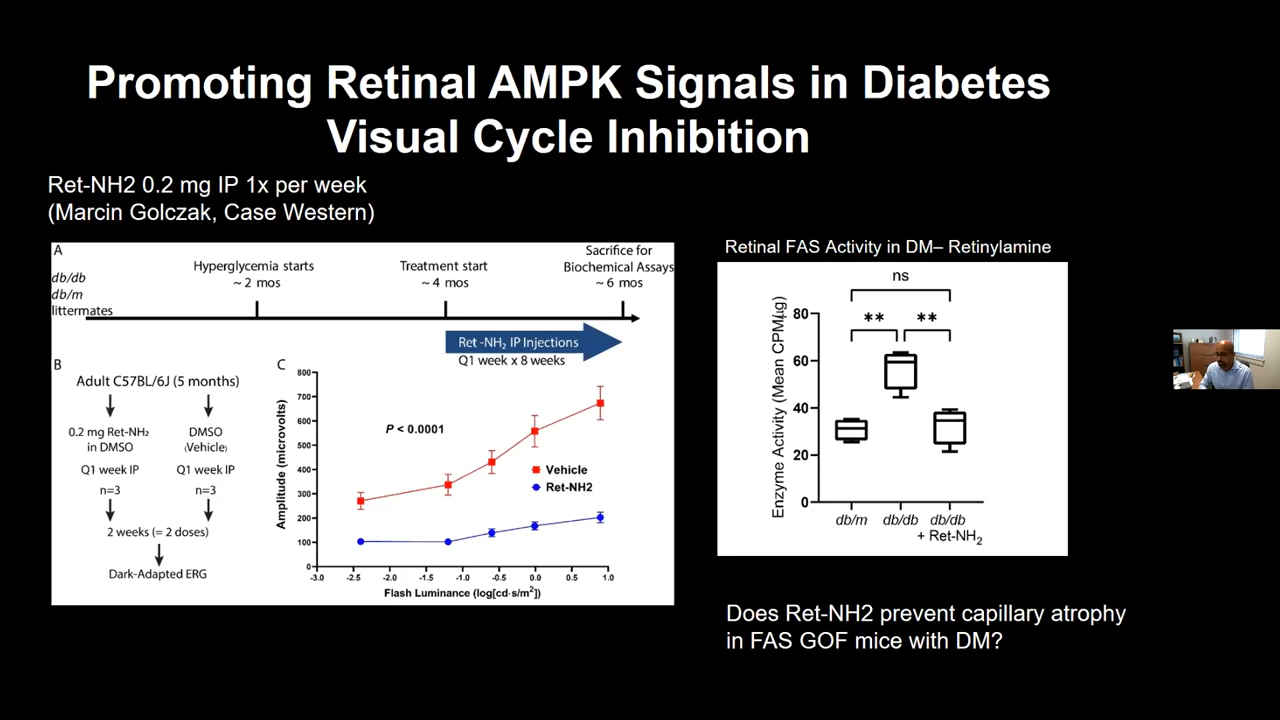 Promoting Retinal AMPK Signals in Diabetes
Visual Cycle Inhibition
Ret-NH2 0.2 mg IP 1x per week
(Marcin Golczak, Case Western)
A
db/db
db/m
littermates
Hyperglycemia starts
~ 2 mos
Treatment start
~ 4 mos
Sacrifice for
Biochemical Assays
~ 6 mos
Ret-NH₂ IP Injections
Q1 week x 8 weeks
B
Adult C57BL/6J (5 months)
0.2 mg Ret-NH₂
in DMSO
Q1 week IP
n=3
DMSO
(Vehicle)
Q1 week IP
n=3
2 weeks (= 2 doses)
Dark-Adapted ERG
C
Amplitude (microvolts)
800
700
600
500
400
300
200
100
0
P < 0.0001
Vehicle
Ret-NH2
-3.0 -2.5 -2.0 -1.5 -1.0 -0.5 0.0 0.5 1.0
Flash Luminance (log[cd·s/m²])
Retinal FAS Activity in DM– Retinylamine
ns
** **
Enzyme Activity (Mean CPM/µg)
80
60
40
20
0
db/m db/db db/db
+ Ret-NH₂
Does Ret-NH2 prevent capillary atrophy
in FAS GOF mice with DM?